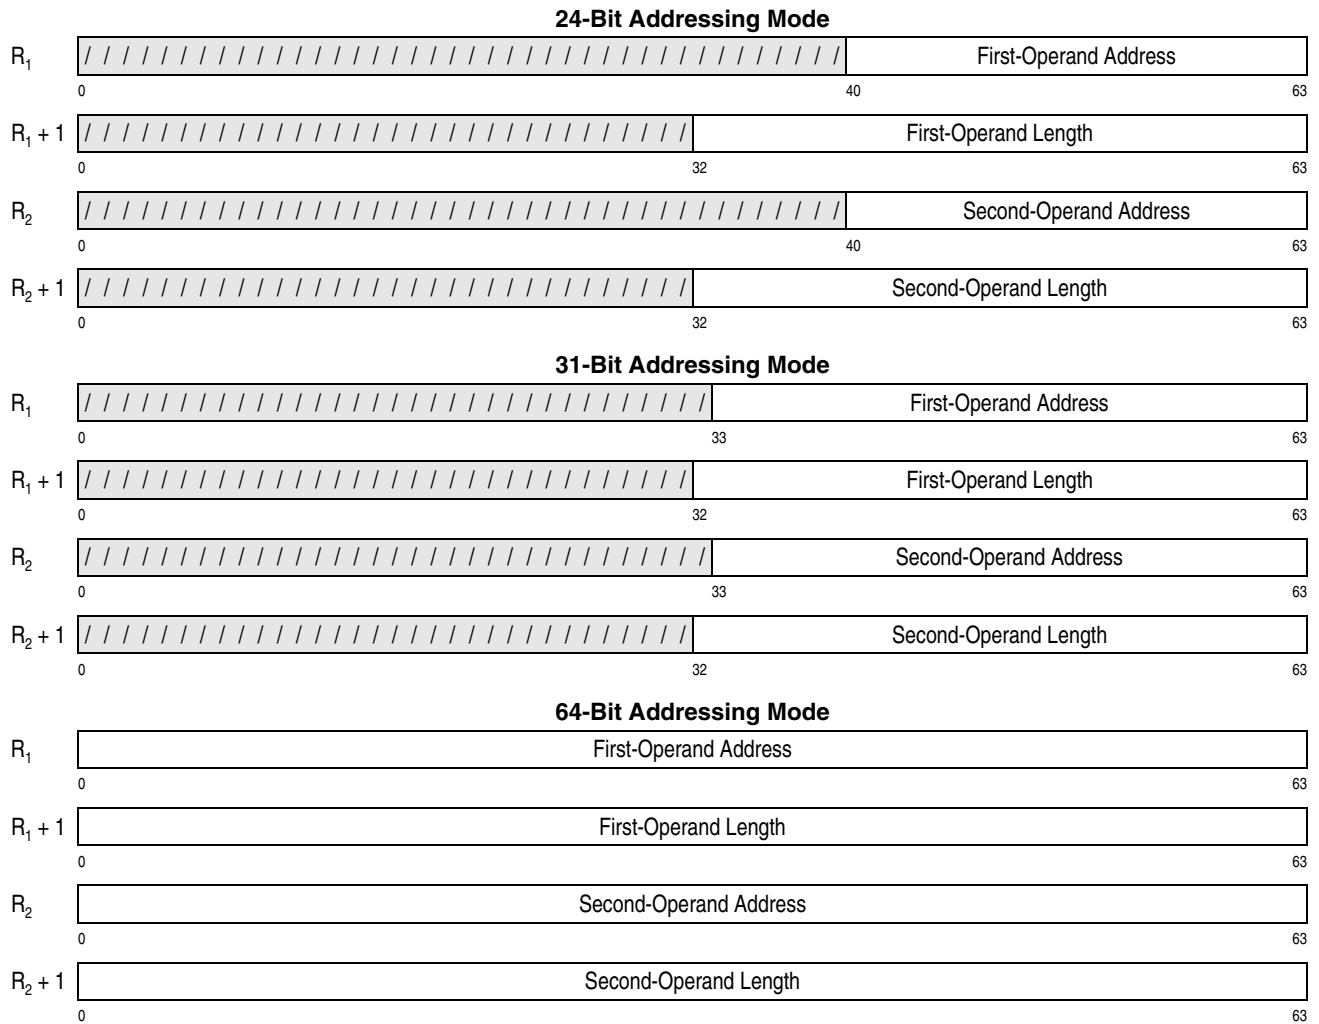 24-Bit Addressing Mode
R₁ / / / / / / / / / / / / / / / / / / / / / / / / / / / / / / / / / / / / / / / / First-Operand Address
0 40 63
R₁ + 1 / / / / / / / / / / / / / / / / / / / / / / / / / / / / / / / / First-Operand Length
0 32 63
R₂ / / / / / / / / / / / / / / / / / / / / / / / / / / / / / / / / / / / / / / / / Second-Operand Address
0 40 63
R₂ + 1 / / / / / / / / / / / / / / / / / / / / / / / / / / / / / / / / Second-Operand Length
0 32 63
31-Bit Addressing Mode
R₁ / / / / / / / / / / / / / / / / / / / / / / / / / / / / / / / / / First-Operand Address
0 33 63
R₁ + 1 / / / / / / / / / / / / / / / / / / / / / / / / / / / / / / / / First-Operand Length
0 32 63
R₂ / / / / / / / / / / / / / / / / / / / / / / / / / / / / / / / / / Second-Operand Address
0 33 63
R₂ + 1 / / / / / / / / / / / / / / / / / / / / / / / / / / / / / / / / Second-Operand Length
0 32 63
64-Bit Addressing Mode
R₁ First-Operand Address
0 63
R₁ + 1 First-Operand Length
0 63
R₂ Second-Operand Address
0 63
R₂ + 1 Second-Operand Length
0 63